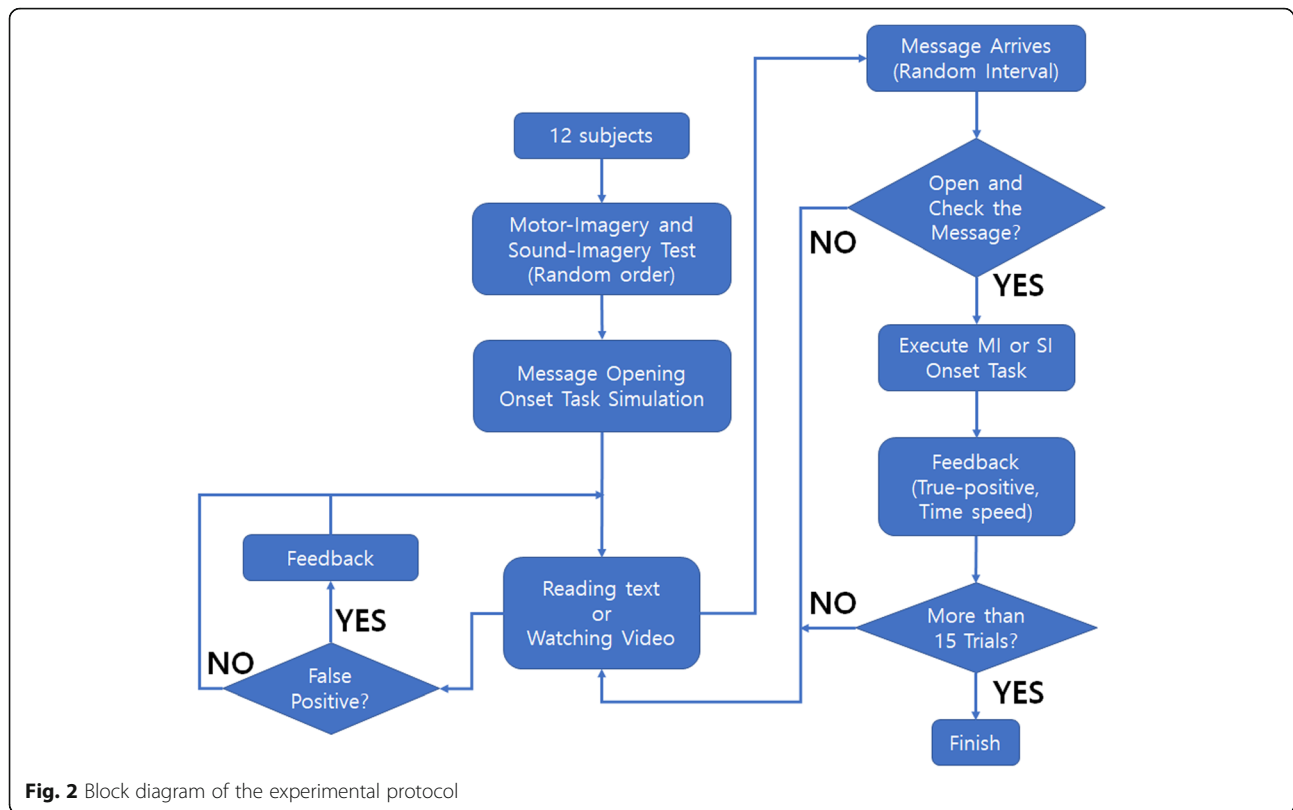 12 subjects
Motor-Imagery and
Sound-Imagery Test
(Random order)
Message Opening
Onset Task Simulation
Reading text
or
Watching Video
False
Positive?
NO
YES
Feedback
Message Arrives
(Random Interval)
Open and
Check the
Message?
NO
YES
Execute MI or SI
Onset Task
Feedback
(True-positive,
Time speed)
More than
15 Trials?
NO
YES
Finish
Fig. 2 Block diagram of the experimental protocol